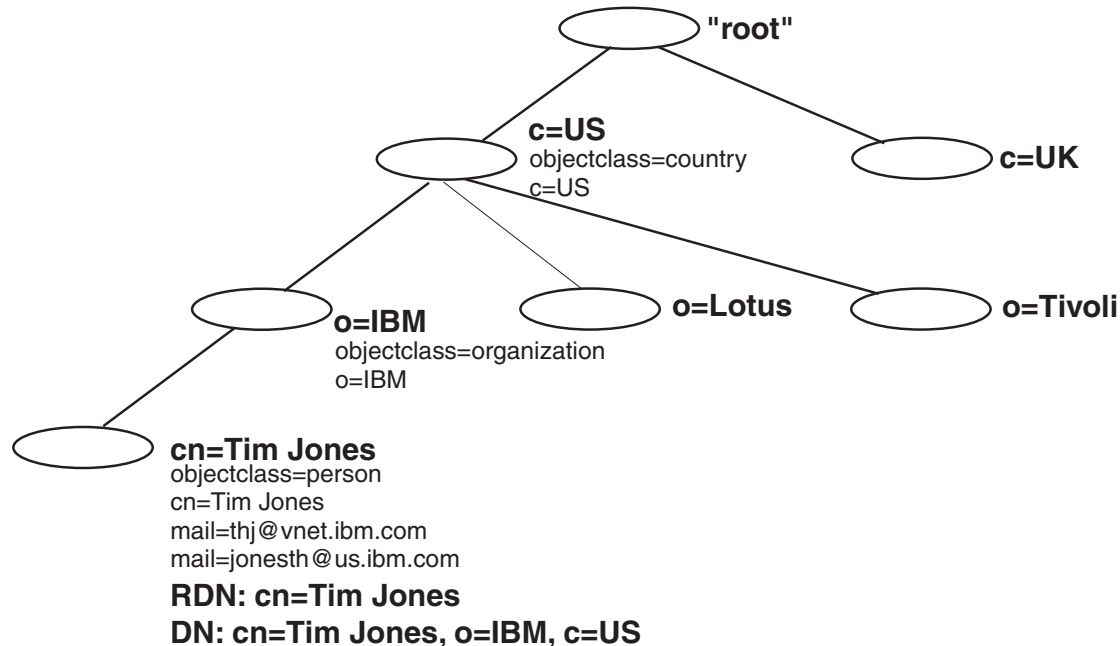 "root"
c=US
objectclass=country
c=US
c=UK
o=IBM
objectclass=organization
o=IBM
o=Lotus
o=Tivoli
cn=Tim Jones
objectclass=person
cn=Tim Jones
mail=thj@vnet.ibm.com
mail=jonesth@us.ibm.com
RDN: cn=Tim Jones
DN: cn=Tim Jones, o=IBM, c=US